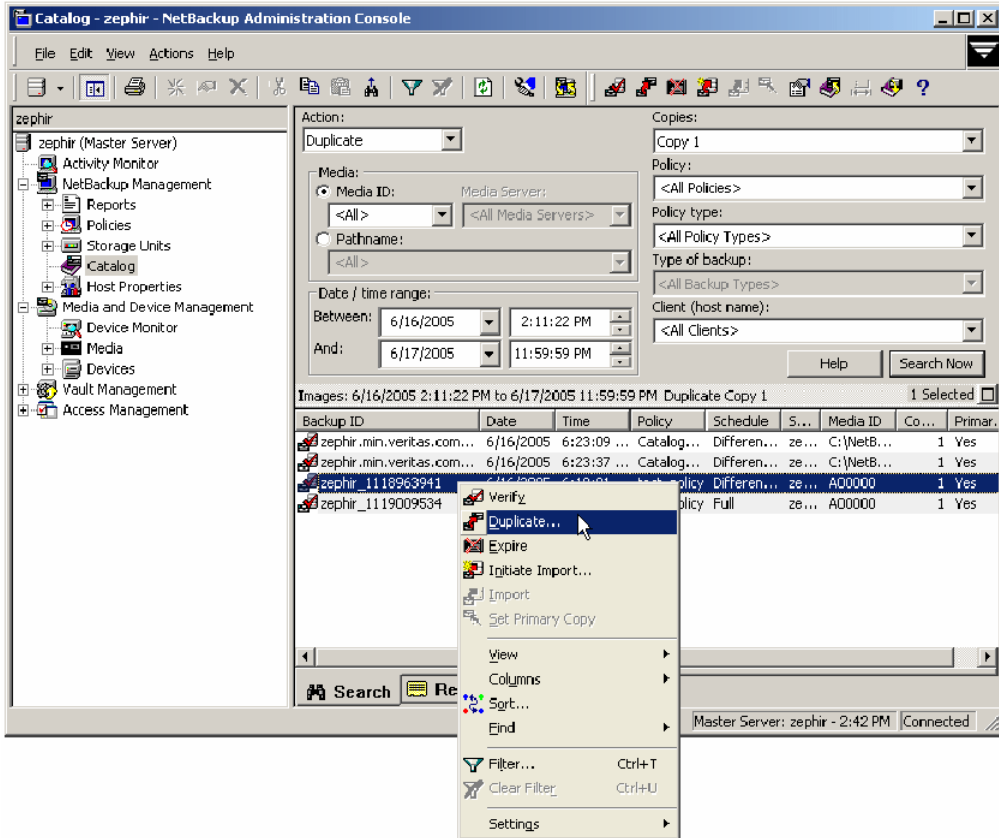 Catalog - zephir - NetBackup Administration Console
File Edit View Actions Help
zephir
zephir (Master Server)
Activity Monitor
NetBackup Management
Reports
Policies
Storage Units
Catalog
Host Properties
Media and Device Management
Device Monitor
Media
Devices
Vault Management
Access Management
Action:
Duplicate
Media:
Media ID: Media Server:
<All> <All Media Servers>
Pathname:
<All>
Date / time range:
Between: 6/16/2005 2:11:22 PM
And: 6/17/2005 11:59:59 PM
Copies:
Copy 1
Policy:
<All Policies>
Policy type:
<All Policy Types>
Type of backup:
<All Backup Types>
Client (host name):
<All Clients>
Help Search Now
Images: 6/16/2005 2:11:22 PM to 6/17/2005 11:59:59 PM Duplicate Copy 1 1 Selected
Backup ID Date Time Policy Schedule S... Media ID Co... Primar.
zephir.min.veritas.com... 6/16/2005 6:23:09 ... Catalog... Differen... ze... C:\NetB... 1 Yes
zephir.min.veritas.com... 6/16/2005 6:23:37 ... Catalog... Differen... ze... C:\NetB... 1 Yes
zephir_1118963941 Differen... ze... A00000 1 Yes
zephir_1119009534 olicy Full ze... A00000 1 Yes
Verify
Duplicate...
Expire
Initiate Import...
Import
Set Primary Copy
View
Columns
Sort...
Find
Filter... Ctrl+T
Clear Filter Ctrl+U
Settings
Search Re
Master Server: zephir - 2:42 PM Connected